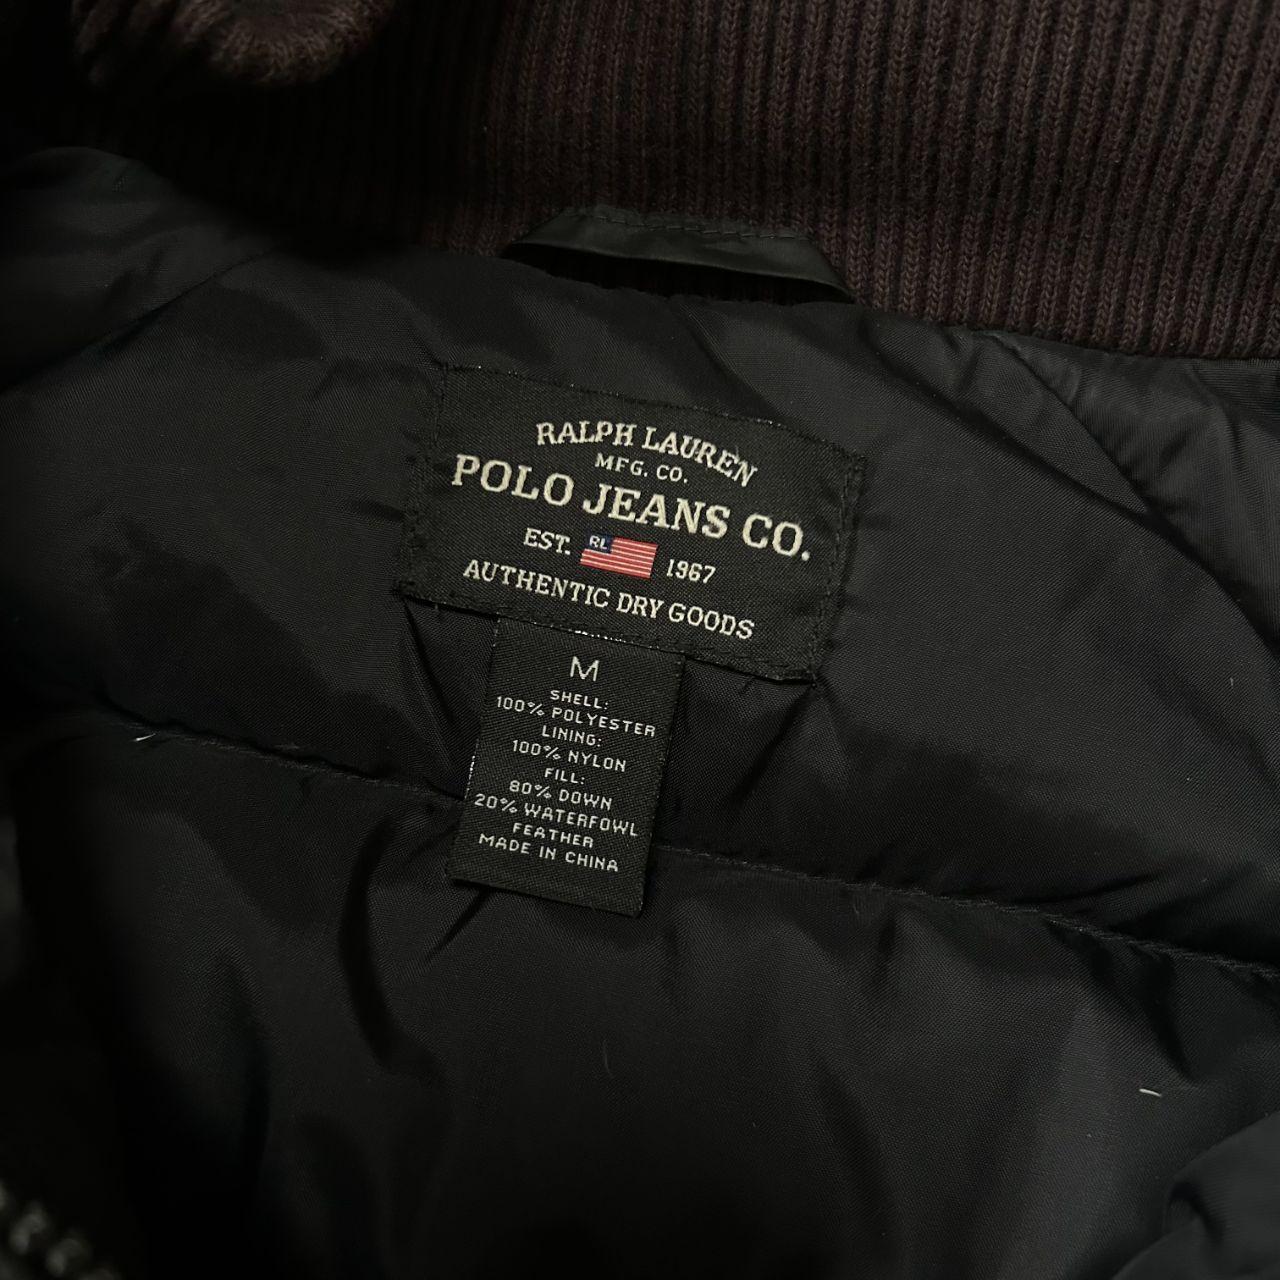 RALPH LAUREN
MFG. CO.
POLO JEANS CO.
EST. RL 1967
AUTHENTIC DRY GOODS
M
SHELL:
100% POLYESTER
LINING:
100% NYLON
FILL:
80% DOWN
20% WATERFOWL
FEATHER
MADE IN CHINA